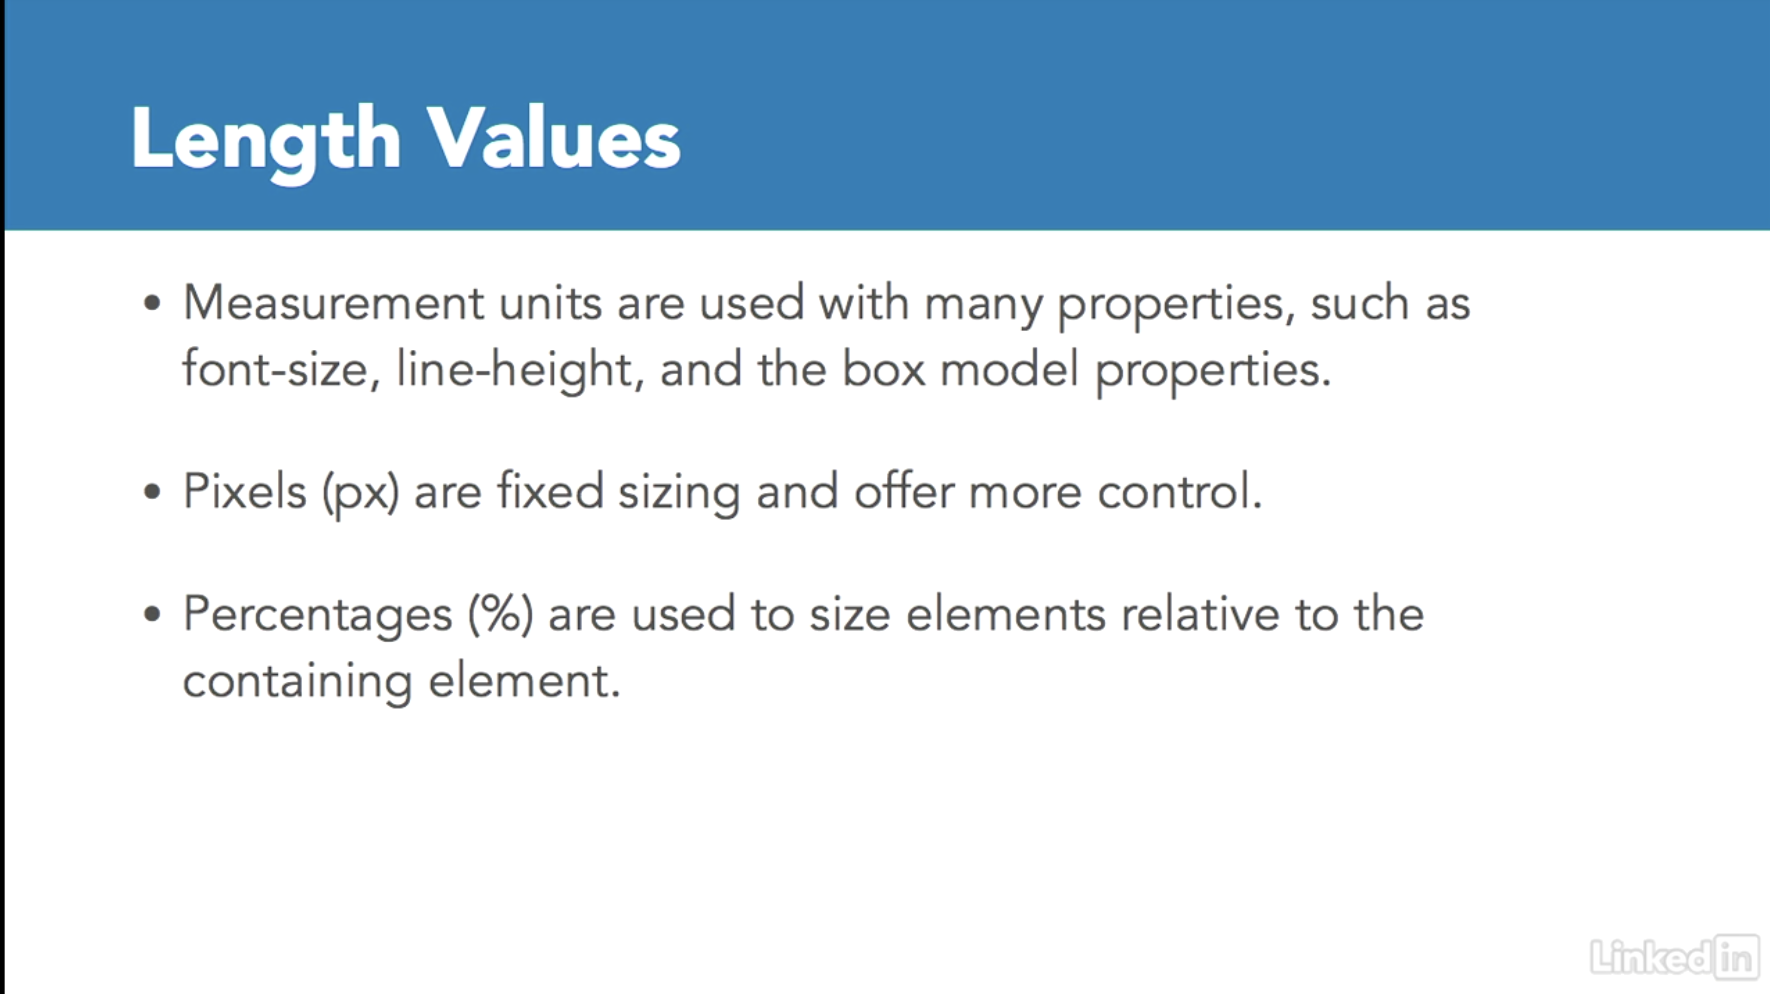 Length Values
• Measurement units are used with many properties, such as
font-size, line-height, and the box model properties.
• Pixels (px) are fixed sizing and offer more control.
• Percentages (%) are used to size elements relative to the
containing element.
Linked in